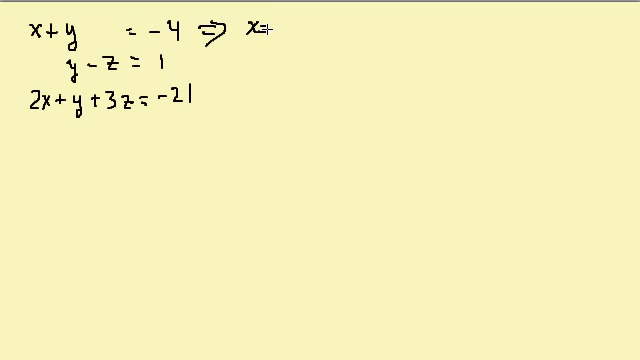 x + y = -4 ⇒ x=
y - z = 1
2x + y + 3z = -21